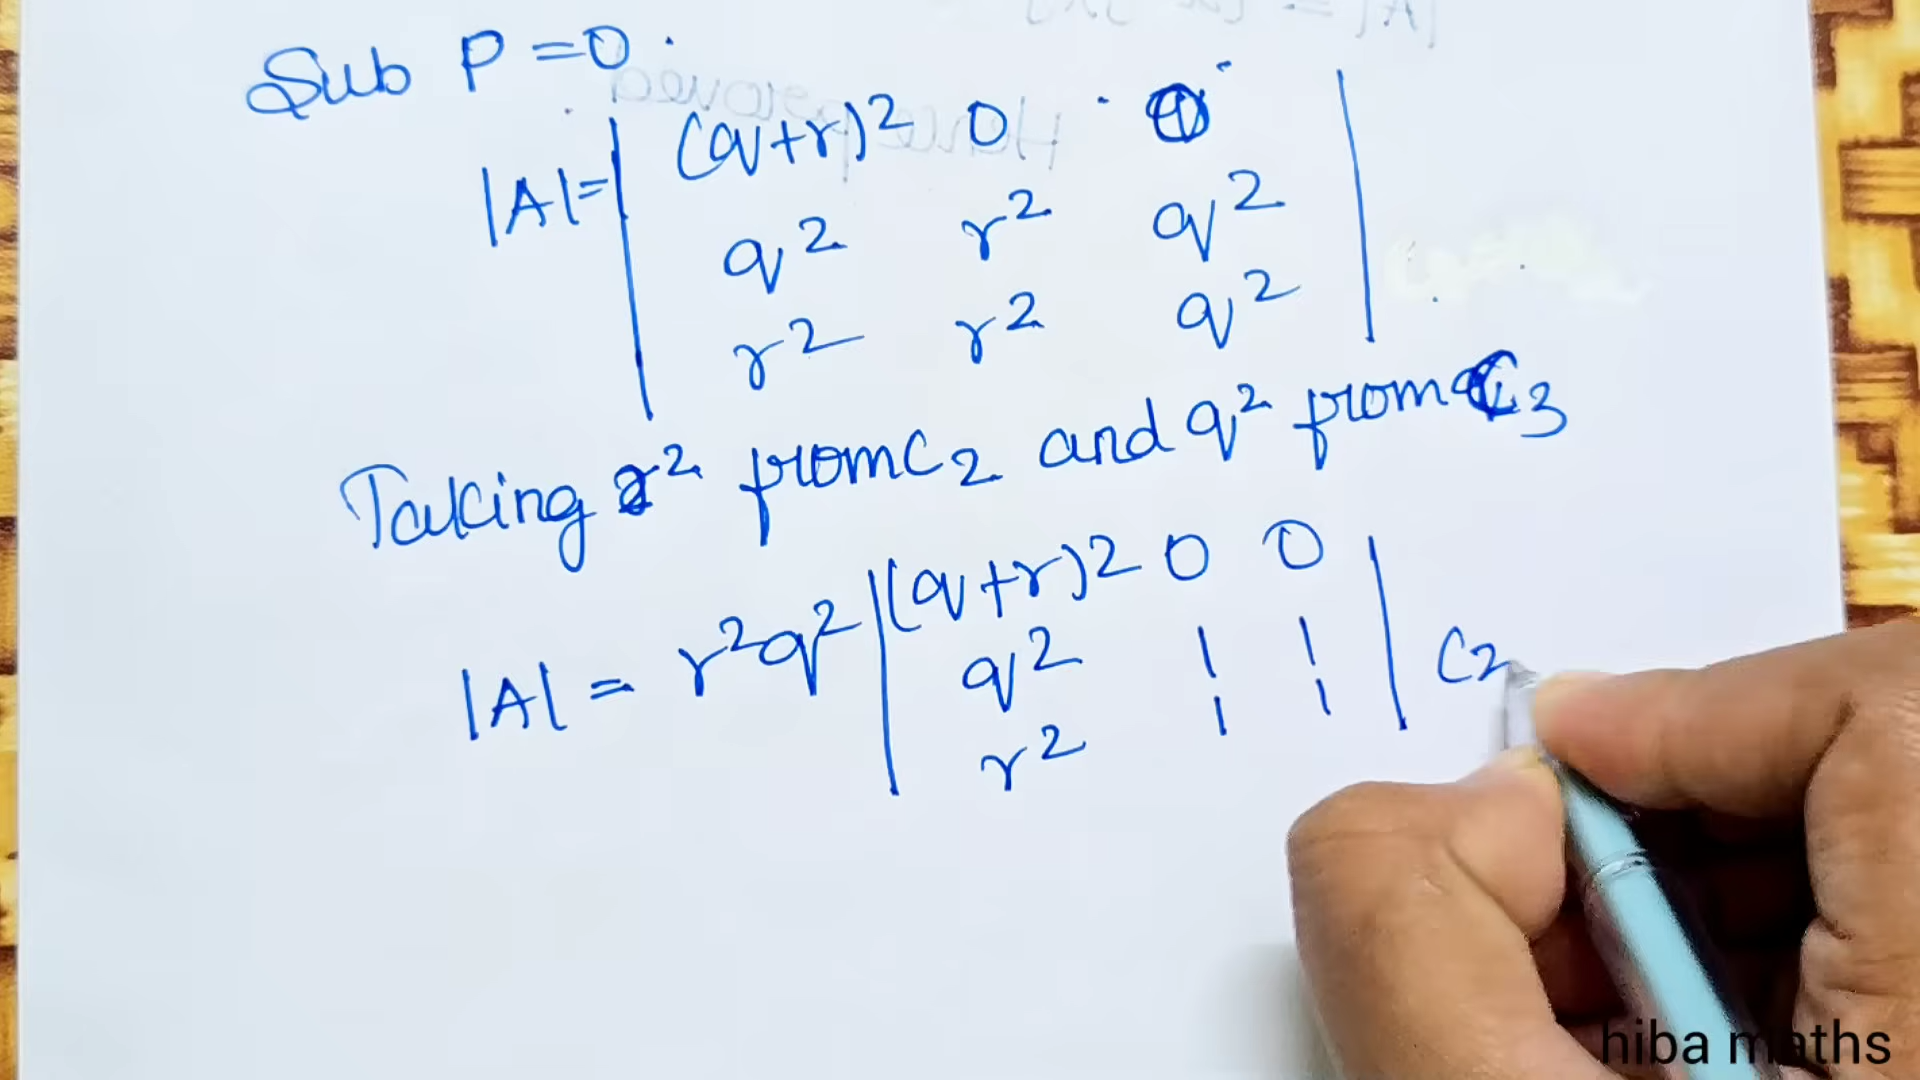 Sub P = 0
|A| = | (q+r)² 0 0 |
q² r² q²
r² r² q²
Taking r² from C2 and q² from C3
|A| = r²q² | (q+r)² 0 0 |
q² 1 1
r² 1 1
C2
hiba maths